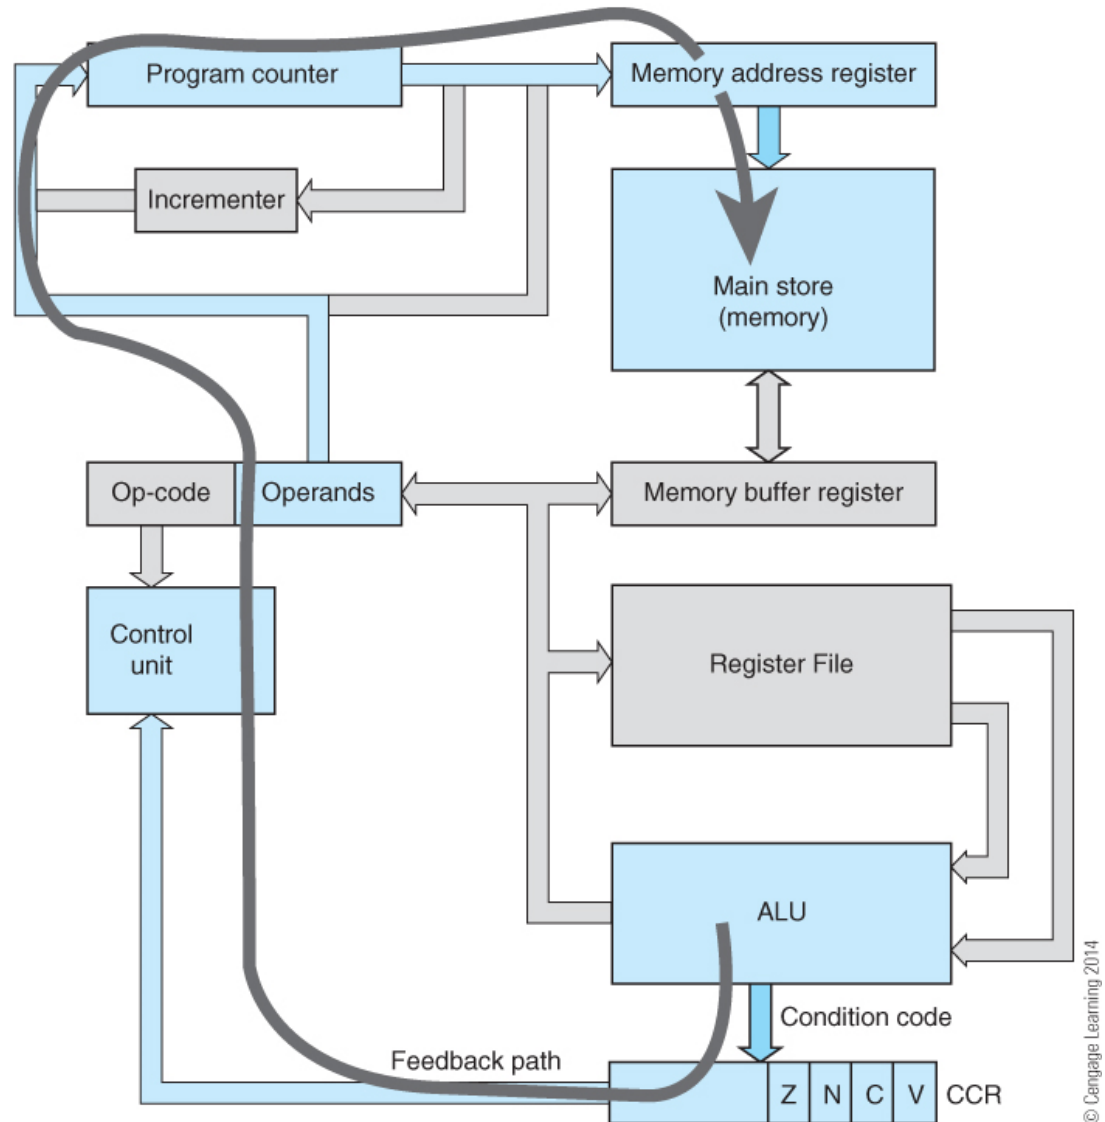 Program counter
Memory address register
Incrementer
Main store
(memory)
Op-code
Operands
Memory buffer register
Control
unit
Register File
ALU
Condition code
Feedback path
Z
N
C
V
CCR
© Cengage Learning 2014